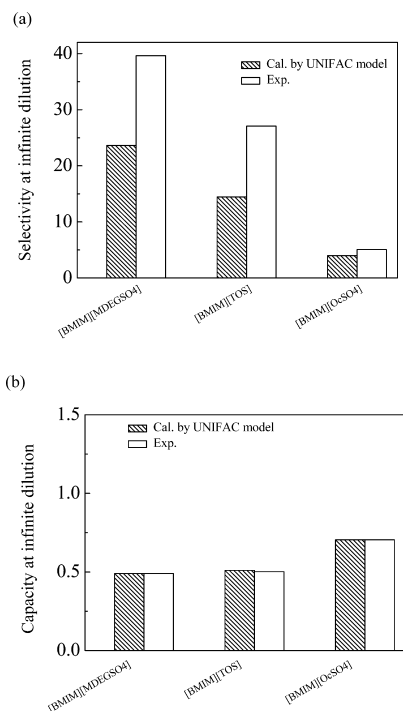 (a)
40
30
20
10
0
Selectivity at infinite dilution
Cal. by UNIFAC model
Exp.
[BMIM][MDEGSO4]
[BMIM][TOS]
[BMIM][OcSO4]
(b)
1.5
1.0
0.5
0.0
Capacity at infinite dilution
Cal. by UNIFAC model
Exp.
[BMIM][MDEGSO4]
[BMIM][TOS]
[BMIM][OcSO4]